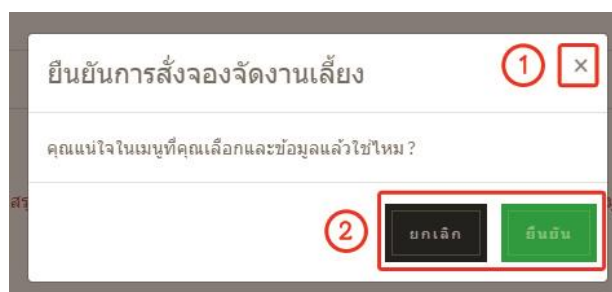 ยืนยันการสั่งจองจัดงานเลี้ยง
1
×
คุณแน่ใจในเมนูที่คุณเลือกและข้อมูลแล้วใช่ไหม ?
2
ยกเลิก
ยืนยัน